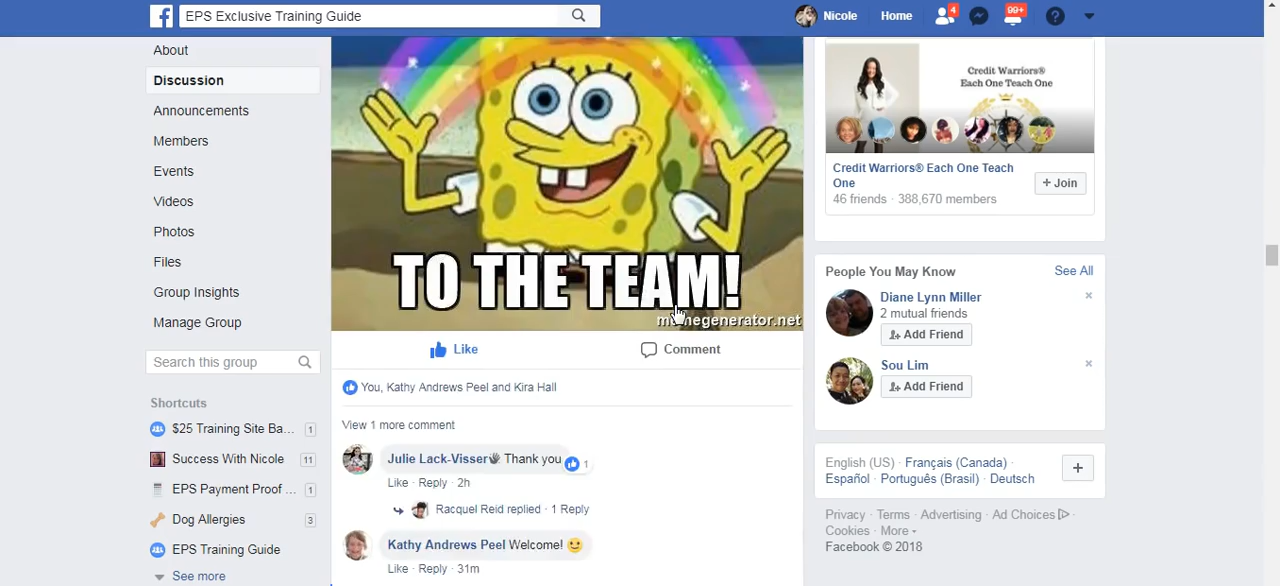 EPS Exclusive Training Guide
Nicole
Home
4
99+
About
Discussion
Announcements
Members
Events
Videos
Photos
Files
Group Insights
Manage Group
Search this group
Shortcuts
$25 Training Site Ba... 1
Success With Nicole 11
EPS Payment Proof ... 1
Dog Allergies 3
EPS Training Guide
See more
TO THE TEAM!
Like
Comment
You, Kathy Andrews Peel and Kira Hall
View 1 more comment
Julie Lack-Visser Thank you 1
Like · Reply · 2h
Racquel Reid replied · 1 Reply
Kathy Andrews Peel Welcome!
Like · Reply · 31m
Credit Warriors®
Each One Teach One
Credit Warriors® Each One Teach
One
46 friends · 388,670 members
+ Join
People You May Know
See All
Diane Lynn Miller
2 mutual friends
Add Friend
Sou Lim
Add Friend
English (US) · Français (Canada) ·
Español · Português (Brasil) · Deutsch
Privacy · Terms · Advertising · Ad Choices ·
Cookies · More
Facebook © 2018